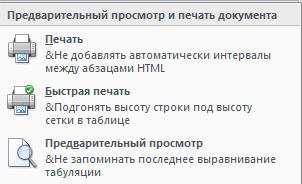 Предварительный просмотр и печать документа
Печать
&Не добавлять автоматически интервалы
между абзацами HTML
Быстрая печать
&Подгонять высоту строки под высоту
сетки в таблице
Предварительный просмотр
&Не запоминать последнее выравнивание
табуляции